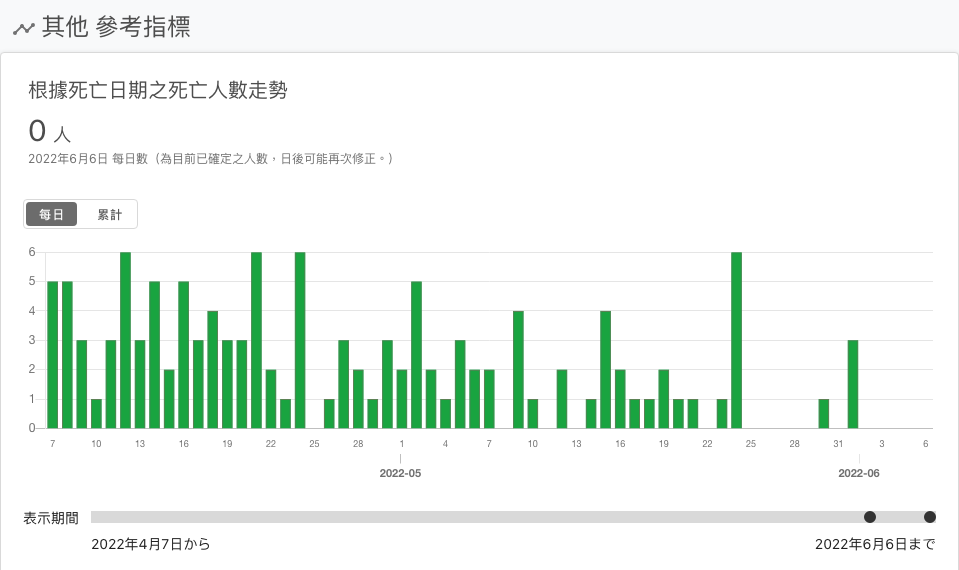 其他 參考指標
根據死亡日期之死亡人數走勢
0 人
2022年6月6日 每日數（為目前已確定之人數，日後可能再次修正。）
每日 累計
6
5
4
3
2
1
0
7 10 13 16 19 22 25 28 1 4 7 10 13 16 19 22 25 28 31 3 6
2022-05 2022-06
表示期間
2022年4月7日から 2022年6月6日まで